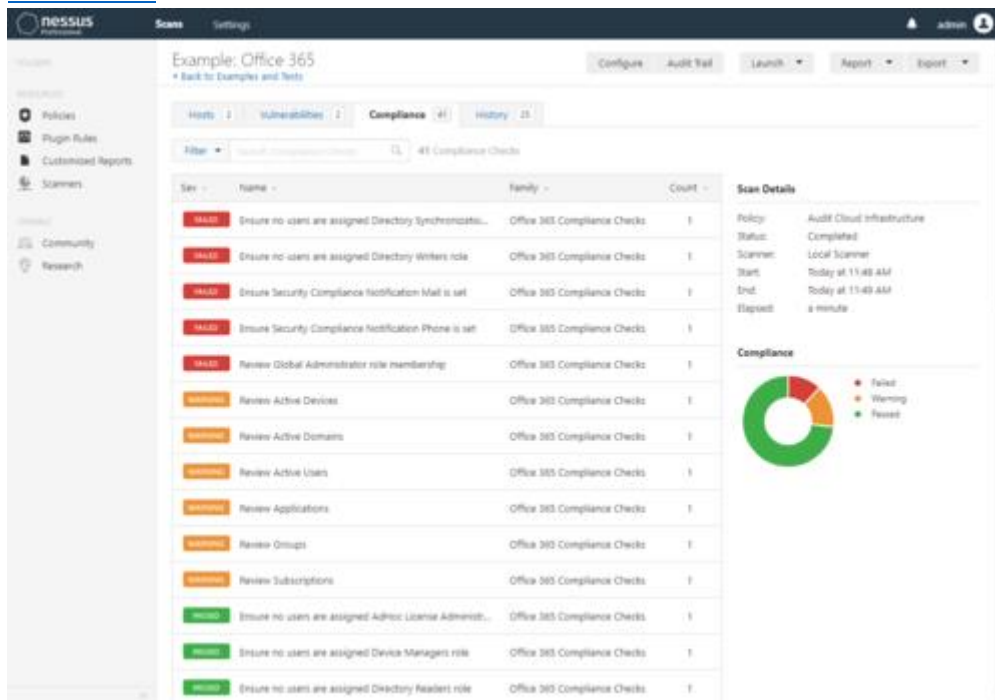 nessus
Professional
Scans
Settings
admin
Example: Office 365
Back to Examples and Tests
Configure
Audit Trail
Launch
Report
Export
Policies
Plugin Rules
Customized Reports
Scanners
Community
Research
Hosts
Vulnerabilities
Compliance 41
History
Filter
41 Compliance Checks
Sev Name Family Count
FAILED Ensure no users are assigned Directory Synchronizatio... Office 365 Compliance Checks 1
FAILED Ensure no users are assigned Directory Writers role Office 365 Compliance Checks 1
FAILED Ensure Security Compliance Notification Mail is set Office 365 Compliance Checks 1
FAILED Ensure Security Compliance Notification Phone is set Office 365 Compliance Checks 1
FAILED Review Global Administrator role membership Office 365 Compliance Checks 1
WARNING Review Active Devices Office 365 Compliance Checks 1
WARNING Review Active Domains Office 365 Compliance Checks 1
WARNING Review Active Users Office 365 Compliance Checks 1
WARNING Review Applications Office 365 Compliance Checks 1
WARNING Review Groups Office 365 Compliance Checks 1
WARNING Review Subscriptions Office 365 Compliance Checks 1
PASSED Ensure no users are assigned AdHoc License Administr... Office 365 Compliance Checks 1
PASSED Ensure no users are assigned Device Managers role Office 365 Compliance Checks 1
PASSED Ensure no users are assigned Directory Readers role Office 365 Compliance Checks 1
Scan Details
Policy: Audit Cloud Infrastructure
Status: Completed
Scanner: Local Scanner
Start: Today at 11:48 AM
End: Today at 11:49 AM
Elapsed: a minute
Compliance
Failed
Warning
Passed